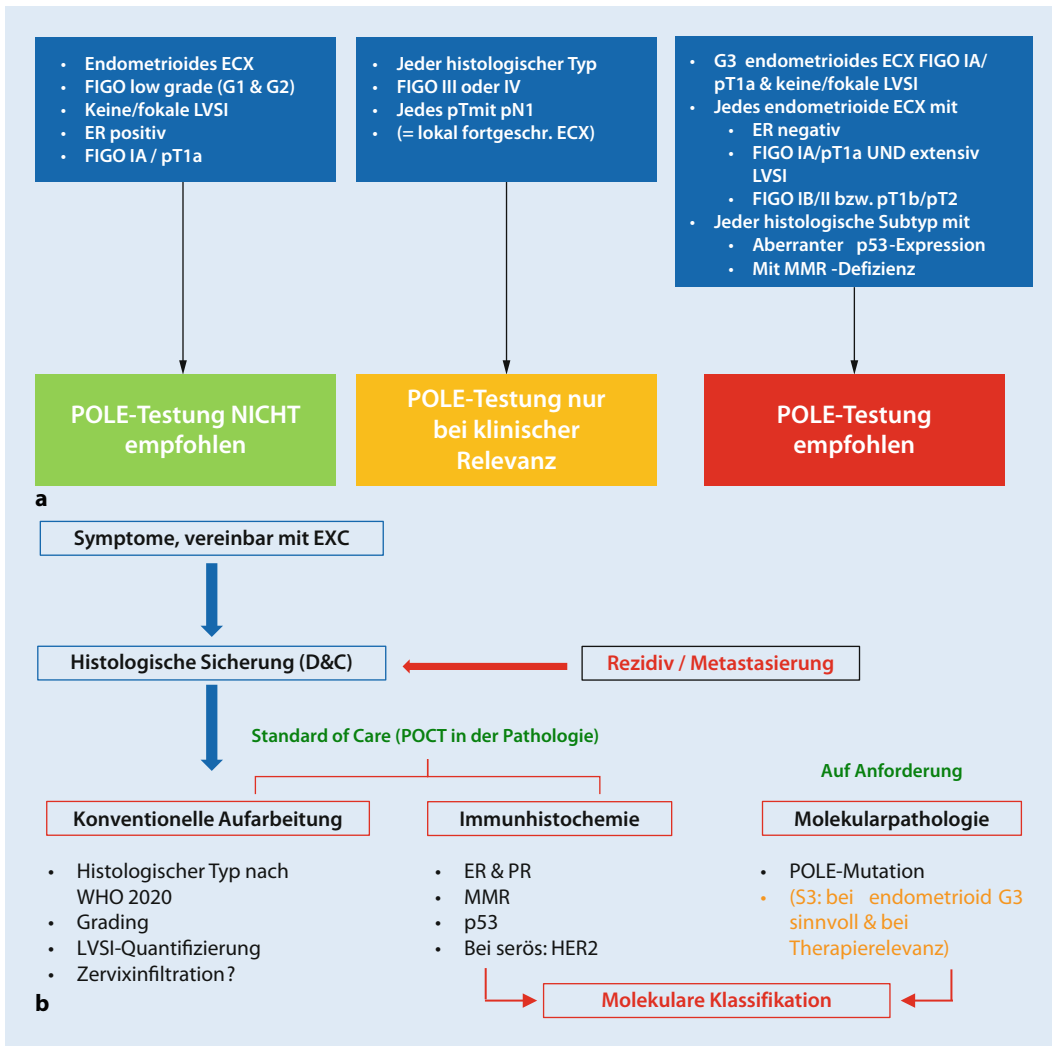 • Endometrioides ECX
• FIGO low grade (G1 & G2)
• Keine/fokale LVSI
• ER positiv
• FIGO IA / pT1a
• Jeder histologischer Typ
• FIGO III oder IV
• Jedes pTmit pN1
• (= lokal fortgeschr. ECX)
• G3 endometrioides ECX FIGO IA/
pT1a & keine/fokale LVSI
• Jedes endometrioide ECX mit
• ER negativ
• FIGO IA/pT1a UND extensiv
LVSI
• FIGO IB/II bzw. pT1b/pT2
• Jeder histologische Subtyp mit
• Aberranter p53-Expression
• Mit MMR -Defizienz
POLE-Testung NICHT
empfohlen
POLE-Testung nur
bei klinischer
Relevanz
POLE-Testung
empfohlen
a
Symptome, vereinbar mit EXC
Histologische Sicherung (D&C)
Rezidiv / Metastasierung
Standard of Care (POCT in der Pathologie)
Auf Anforderung
Konventionelle Aufarbeitung
Immunhistochemie
Molekularpathologie
• Histologischer Typ nach
WHO 2020
• Grading
• LVSI-Quantifizierung
• Zervixinfiltration?
• ER & PR
• MMR
• p53
• Bei serös: HER2
• POLE-Mutation
• (S3: bei endometrioid G3
sinnvoll & bei
Therapierelevanz)
Molekulare Klassifikation
b